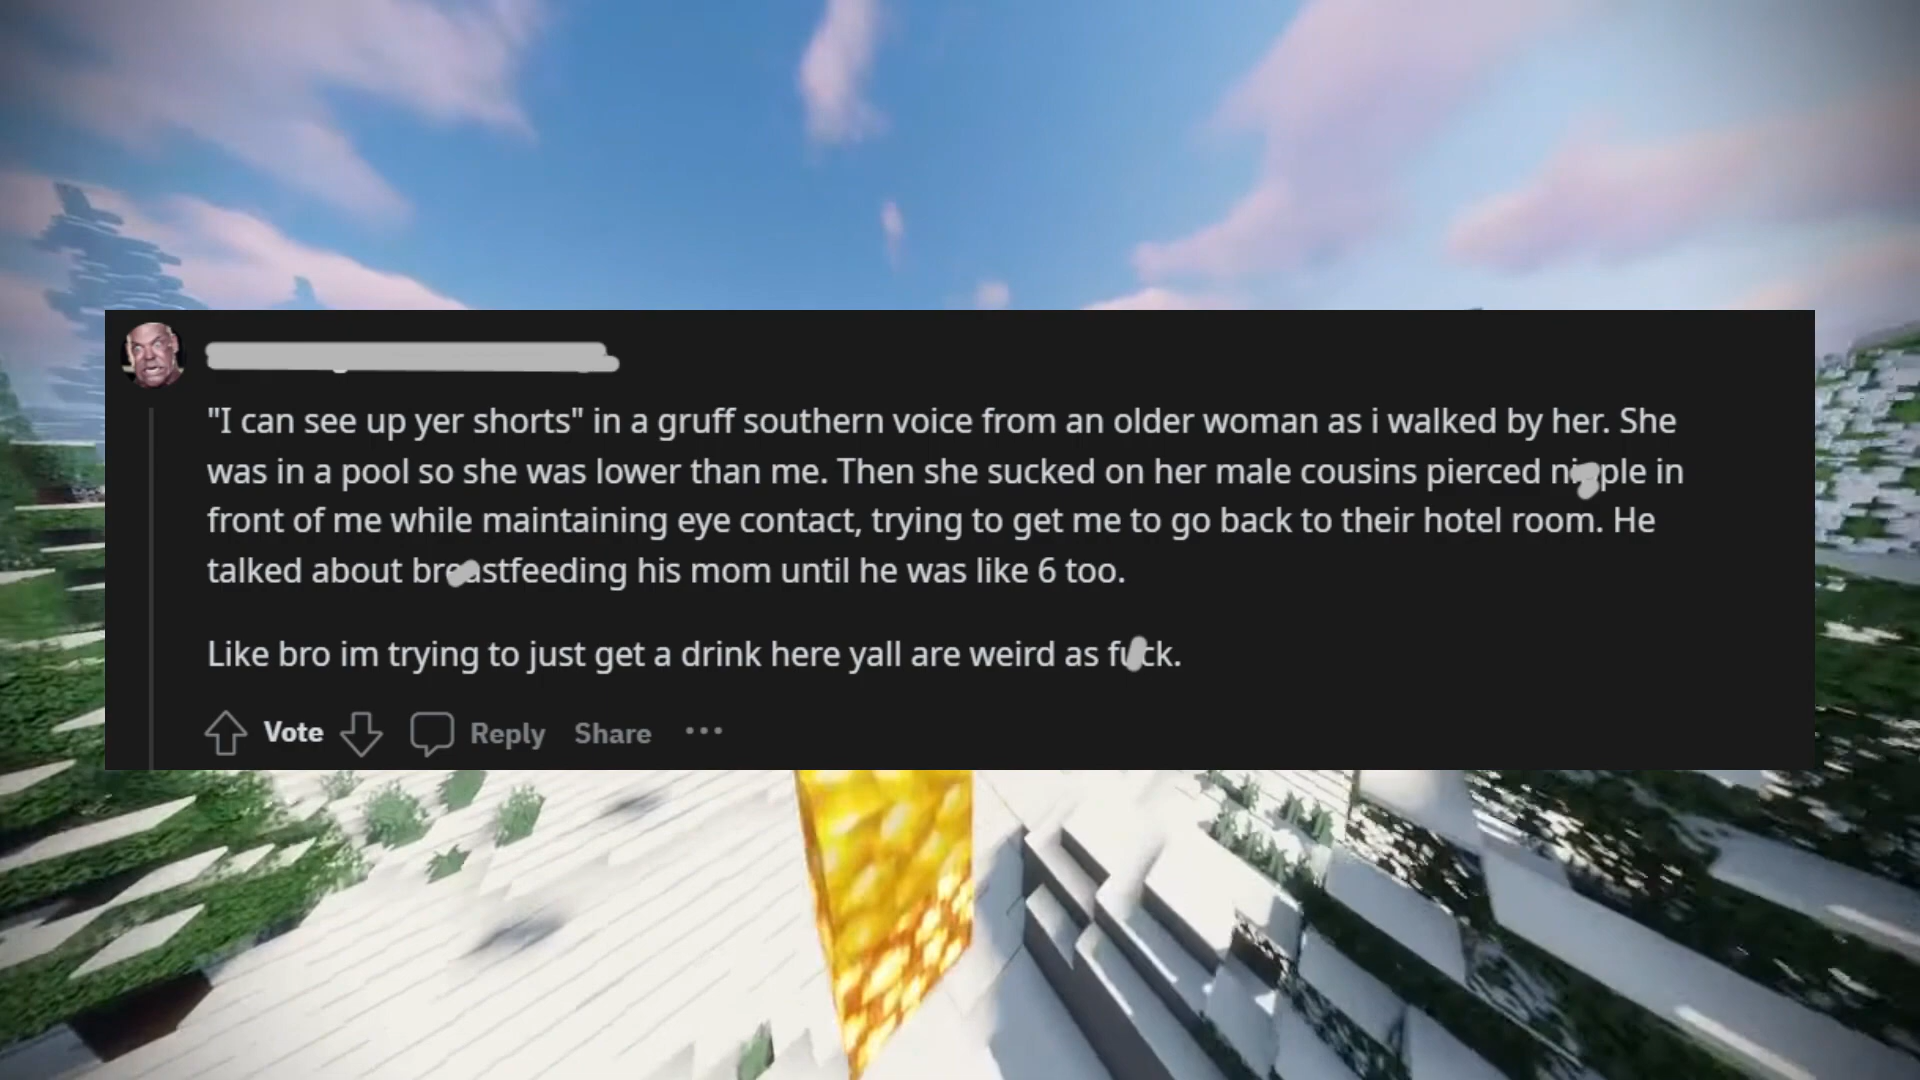 "I can see up yer shorts" in a gruff southern voice from an older woman as i walked by her. She
was in a pool so she was lower than me. Then she sucked on her male cousins pierced nipple in
front of me while maintaining eye contact, trying to get me to go back to their hotel room. He
talked about breastfeeding his mom until he was like 6 too.
Like bro im trying to just get a drink here yall are weird as fuck.
Vote Reply Share ...